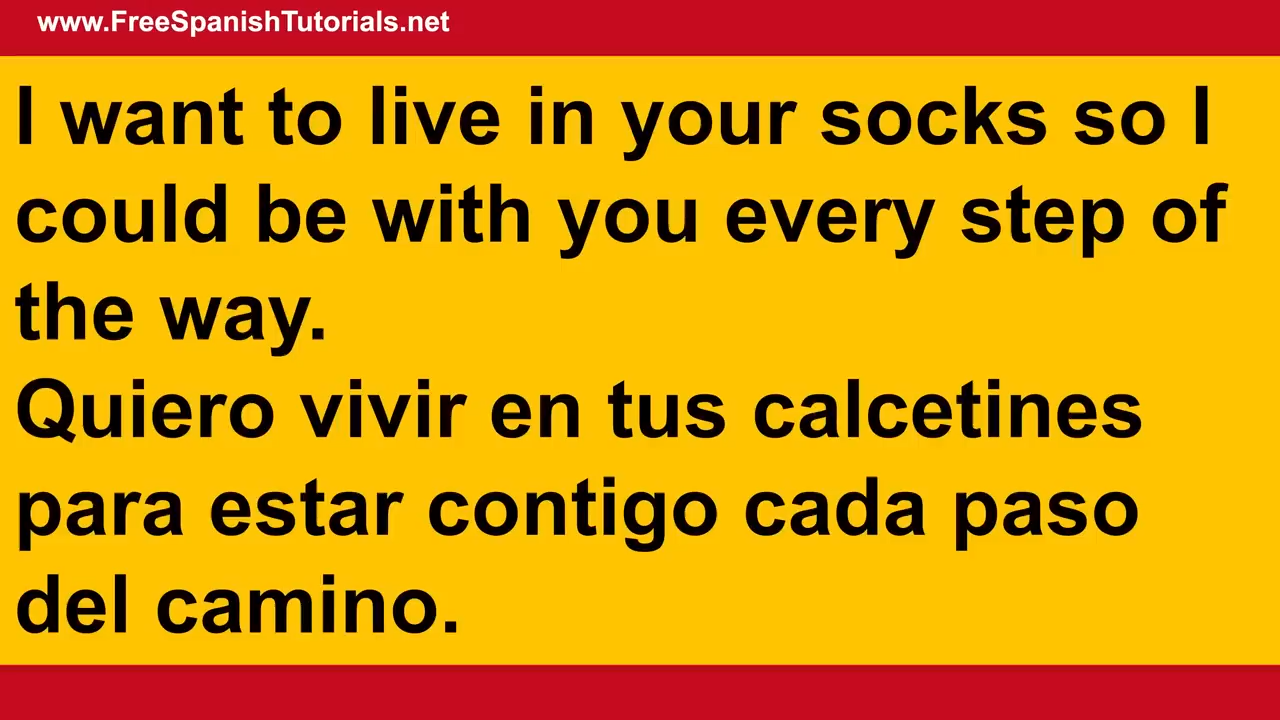 www.FreeSpanishTutorials.net
I want to live in your socks so I
could be with you every step of
the way.
Quiero vivir en tus calcetines
para estar contigo cada paso
del camino.